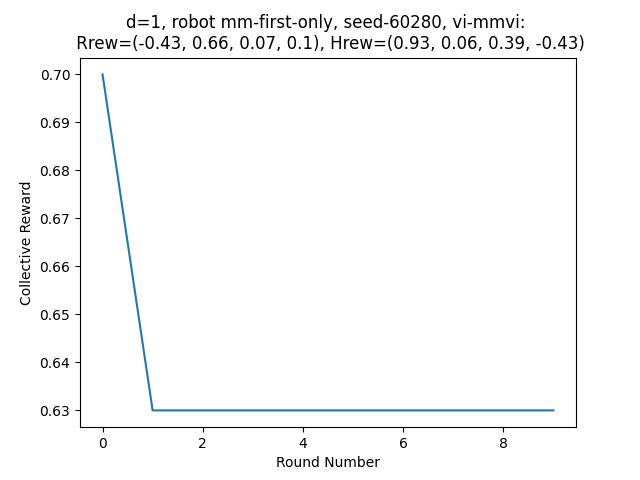 d=1, robot mm-first-only, seed-60280, vi-mmvi:
Rrew=(-0.43, 0.66, 0.07, 0.1), Hrew=(0.93, 0.06, 0.39, -0.43)
0.70
0.69
0.68
0.67
0.66
0.65
0.64
0.63
Collective Reward
0 2 4 6 8
Round Number